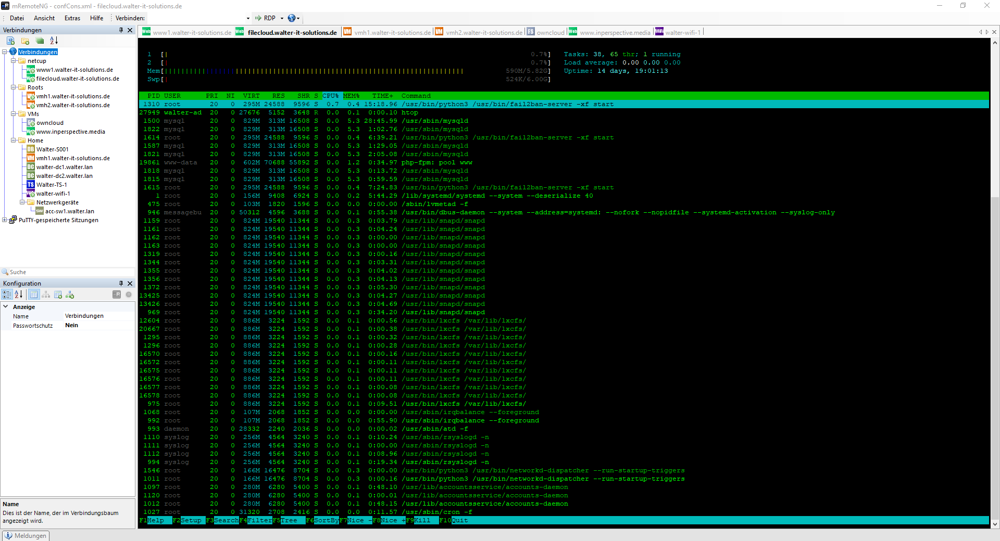 mRemoteNG - confCons.xml - filecloud.walter-it-solutions.de
Datei Ansicht Extras Hilfe Verbinden: RDP
Verbindungen
Verbindungen
netcup
www1.walter-it-solutions.de
filecloud.walter-it-solutions.de
Roots
vmh1.walter-it-solutions.de
vmh2.walter-it-solutions.de
VMs
owncloud
www.inperspective.media
Home
Walter-S001
vmh1.walter-it-solutions.de
walter-dc1.walter.lan
walter-dc2.walter.lan
Walter-TS-1
walter-wifi-1
Netzwerkgeräte
acc-sw1.walter.lan
PuTTY-gespeicherte Sitzungen
Suche
Konfiguration
Anzeige
Name Verbindungen
Passwortschutz Nein
Name
Dies ist der Name, der im Verbindungsbaum
angezeigt wird.
Meldungen
www1.walter-it-solutions.de filecloud.walter-it-solutions.de vmh1.walter-it-solutions.de vmh2.walter-it-solutions.de owncloud www.inperspective.media walter-wifi-1
1 [| 0.7%] Tasks: 38, 65 thr; 1 running
2 [ 0.7%] Load average: 0.00 0.00 0.00
Mem[ 590M/5.82G] Uptime: 14 days, 19:01:13
Swp[ 524K/6.00G]
PID USER PRI NI VIRT RES SHR S CPU% MEM% TIME+ Command
1310 root 20 0 295M 24588 9596 S 0.7 0.4 15:18.96 /usr/bin/python3 /usr/bin/fail2ban-server -xf start
27949 walter-ad 20 0 27676 5152 3648 R 0.0 0.1 0:00.10 htop
1500 mysql 20 0 829M 313M 16508 S 0.0 5.3 28:45.99 /usr/sbin/mysqld
1822 mysql 20 0 829M 313M 16508 S 0.0 5.3 1:02.76 /usr/sbin/mysqld
1614 root 20 0 295M 24588 9596 S 0.0 0.4 6:39.21 /usr/bin/python3 /usr/bin/fail2ban-server -xf start
1587 mysql 20 0 829M 313M 16508 S 0.0 5.3 1:29.05 /usr/sbin/mysqld
1821 mysql 20 0 829M 313M 16508 S 0.0 5.3 2:05.08 /usr/sbin/mysqld
19861 www-data 20 0 602M 70688 55892 S 0.0 1.2 0:34.97 php-fpm: pool www
1818 mysql 20 0 829M 313M 16508 S 0.0 5.3 0:13.72 /usr/sbin/mysqld
1815 mysql 20 0 829M 313M 16508 S 0.0 5.3 0:59.59 /usr/sbin/mysqld
1615 root 20 0 295M 24588 9596 S 0.0 0.4 7:24.83 /usr/bin/python3 /usr/bin/fail2ban-server -xf start
1 root 20 0 156M 9408 6924 S 0.0 0.2 5:44.29 /lib/systemd/systemd --system --deserialize 40
475 root 20 0 103M 1820 1596 S 0.0 0.0 0:00.00 /sbin/lvmetad -f
946 messagebu 20 0 50312 4596 3688 S 0.0 0.1 0:55.38 /usr/bin/dbus-daemon --system --address=systemd: --nofork --nopidfile --systemd-activation --syslog-only
1159 root 20 0 824M 19540 11344 S 0.0 0.3 0:03.79 /usr/lib/snapd/snapd
1161 root 20 0 824M 19540 11344 S 0.0 0.3 0:04.24 /usr/lib/snapd/snapd
1162 root 20 0 824M 19540 11344 S 0.0 0.3 0:00.00 /usr/lib/snapd/snapd
1163 root 20 0 824M 19540 11344 S 0.0 0.3 0:00.00 /usr/lib/snapd/snapd
1319 root 20 0 824M 19540 11344 S 0.0 0.3 0:00.16 /usr/lib/snapd/snapd
1344 root 20 0 824M 19540 11344 S 0.0 0.3 0:03.31 /usr/lib/snapd/snapd
1355 root 20 0 824M 19540 11344 S 0.0 0.3 0:04.02 /usr/lib/snapd/snapd
1356 root 20 0 824M 19540 11344 S 0.0 0.3 0:04.13 /usr/lib/snapd/snapd
1372 root 20 0 824M 19540 11344 S 0.0 0.3 0:05.30 /usr/lib/snapd/snapd
13425 root 20 0 824M 19540 11344 S 0.0 0.3 0:04.27 /usr/lib/snapd/snapd
13426 root 20 0 824M 19540 11344 S 0.0 0.3 0:04.69 /usr/lib/snapd/snapd
969 root 20 0 824M 19540 11344 S 0.0 0.3 0:34.20 /usr/lib/snapd/snapd
12604 root 20 0 886M 3224 1592 S 0.0 0.1 0:00.56 /usr/bin/lxcfs /var/lib/lxcfs/
20667 root 20 0 886M 3224 1592 S 0.0 0.1 0:00.38 /usr/bin/lxcfs /var/lib/lxcfs/
1295 root 20 0 886M 3224 1592 S 0.0 0.1 0:00.32 /usr/bin/lxcfs /var/lib/lxcfs/
1296 root 20 0 886M 3224 1592 S 0.0 0.1 0:00.28 /usr/bin/lxcfs /var/lib/lxcfs/
16570 root 20 0 886M 3224 1592 S 0.0 0.1 0:00.16 /usr/bin/lxcfs /var/lib/lxcfs/
16572 root 20 0 886M 3224 1592 S 0.0 0.1 0:00.11 /usr/bin/lxcfs /var/lib/lxcfs/
16575 root 20 0 886M 3224 1592 S 0.0 0.1 0:00.11 /usr/bin/lxcfs /var/lib/lxcfs/
16576 root 20 0 886M 3224 1592 S 0.0 0.1 0:00.11 /usr/bin/lxcfs /var/lib/lxcfs/
16577 root 20 0 886M 3224 1592 S 0.0 0.1 0:00.08 /usr/bin/lxcfs /var/lib/lxcfs/
16578 root 20 0 886M 3224 1592 S 0.0 0.1 0:00.08 /usr/bin/lxcfs /var/lib/lxcfs/
975 root 20 0 886M 3224 1592 S 0.0 0.1 0:09.51 /usr/bin/lxcfs /var/lib/lxcfs/
1068 root 20 0 107M 2068 1852 S 0.0 0.0 0:00.00 /usr/sbin/irqbalance --foreground
992 root 20 0 107M 2068 1852 S 0.0 0.0 0:55.90 /usr/sbin/irqbalance --foreground
993 daemon 20 0 28332 2240 2036 S 0.0 0.0 0:00.02 /usr/sbin/atd -f
1110 syslog 20 0 256M 4564 3240 S 0.0 0.1 0:10.24 /usr/sbin/rsyslogd -n
1111 syslog 20 0 256M 4564 3240 S 0.0 0.1 0:00.00 /usr/sbin/rsyslogd -n
1112 syslog 20 0 256M 4564 3240 S 0.0 0.1 0:08.96 /usr/sbin/rsyslogd -n
994 syslog 20 0 256M 4564 3240 S 0.0 0.1 0:19.34 /usr/sbin/rsyslogd -n
1546 root 20 0 166M 16476 8704 S 0.0 0.3 0:00.00 /usr/bin/python3 /usr/bin/networkd-dispatcher --run-startup-triggers
1011 root 20 0 166M 16476 8704 S 0.0 0.3 0:00.16 /usr/bin/python3 /usr/bin/networkd-dispatcher --run-startup-triggers
1097 root 20 0 280M 6280 5400 S 0.0 0.1 0:48.10 /usr/lib/accountsservice/accounts-daemon
1120 root 20 0 280M 6280 5400 S 0.0 0.1 0:00.01 /usr/lib/accountsservice/accounts-daemon
1012 root 20 0 280M 6280 5400 S 0.0 0.1 0:48.15 /usr/lib/accountsservice/accounts-daemon
1027 root 20 0 31320 2708 2416 S 0.0 0.0 0:11.57 /usr/sbin/cron -f
F1Help F2Setup F3SearchF4FilterF5Tree F6SortByF7Nice -F8Nice +F9Kill F10Quit